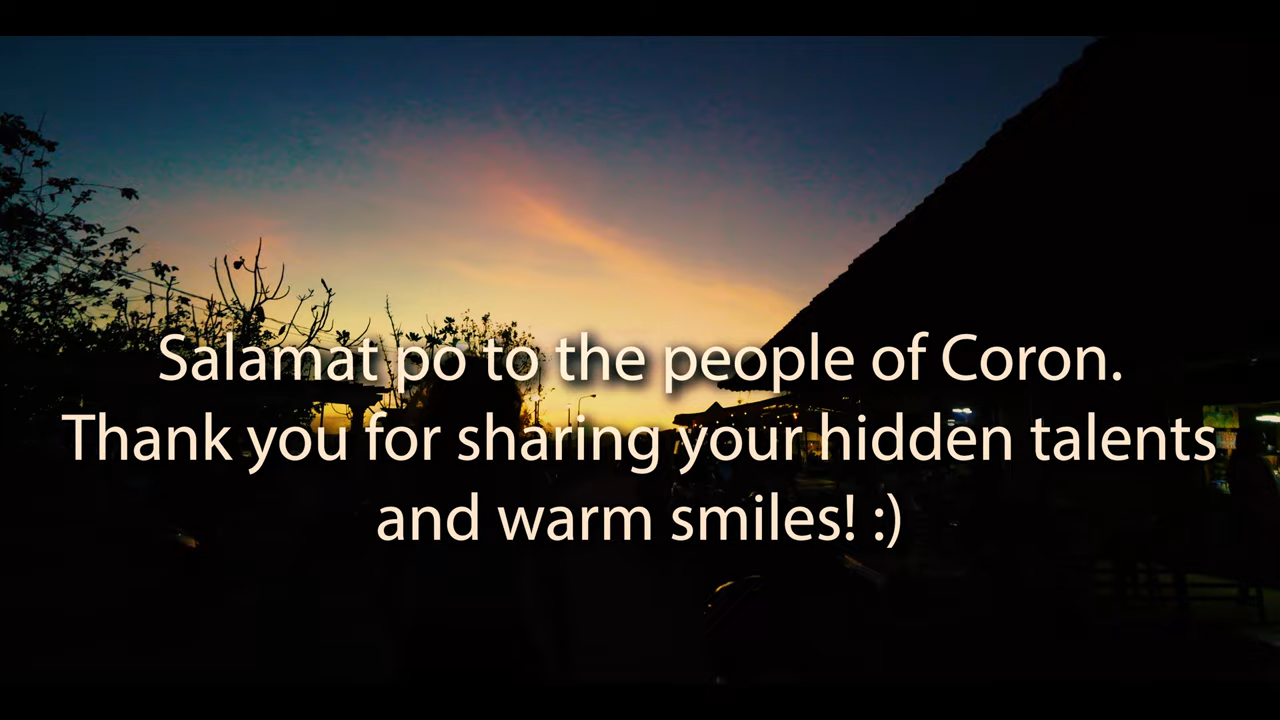 Salamat po to the people of Coron.
Thank you for sharing your hidden talents
and warm smiles! :)